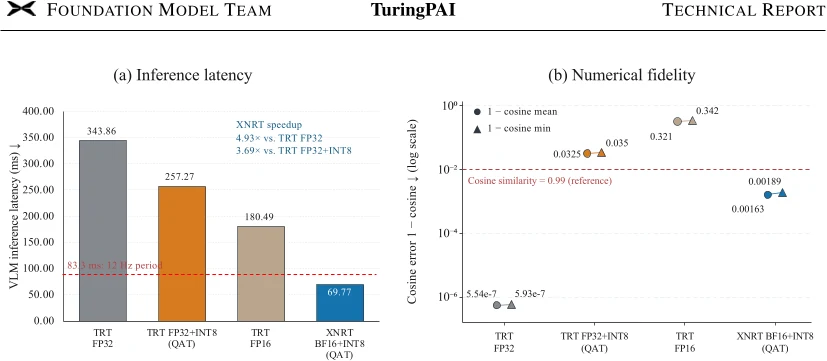 FOUNDATION MODEL TEAM
TuringPAI
TECHNICAL REPORT
(a) Inference latency
VLM inference latency (ms) ↓
400.00
350.00
300.00
250.00
200.00
150.00
100.00
50.00
0.00
343.86
257.27
180.49
69.77
XNRT speedup
4.93× vs. TRT FP32
3.69× vs. TRT FP32+INT8
83.3 ms: 12 Hz period
TRT
FP32
TRT FP32+INT8
(QAT)
TRT
FP16
XNRT
BF16+INT8
(QAT)
(b) Numerical fidelity
Cosine error 1 − cosine ↓ (log scale)
10⁰
10⁻²
10⁻⁴
10⁻⁶
1 − cosine mean
1 − cosine min
0.342
0.321
0.035
0.0325
Cosine similarity = 0.99 (reference)
0.00189
0.00163
5.54e-7
5.93e-7
TRT
FP32
TRT FP32+INT8
(QAT)
TRT
FP16
XNRT BF16+INT8
(QAT)